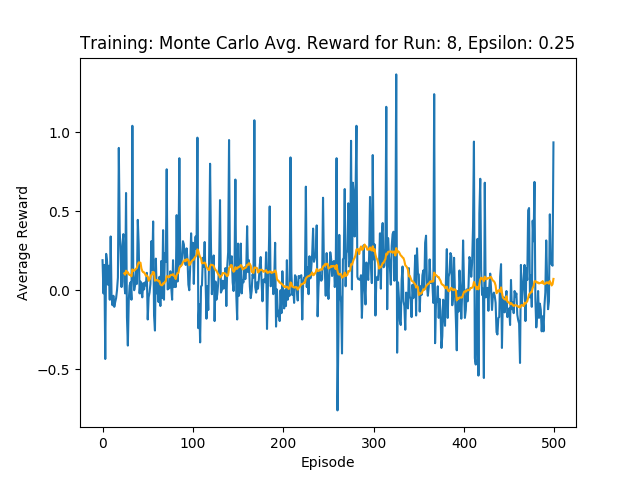 Training: Monte Carlo Avg. Reward for Run: 8, Epsilon: 0.25
1.0
0.5
0.0
−0.5
Average Reward
0 100 200 300 400 500
Episode